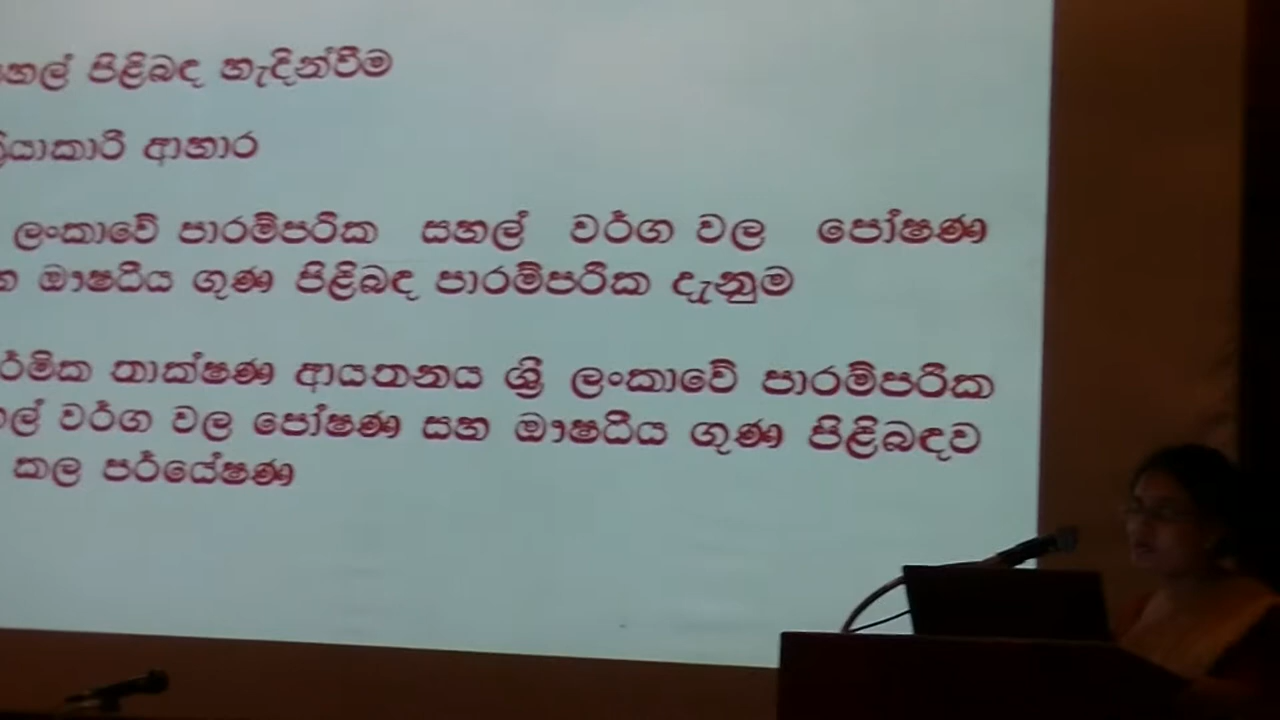 පිළිබඳ හැදින්වීම
ආහාර
ලංකාවේ පාරම්පරික සහල් වර්ග වල පෝෂණ
ඖෂධීය ගුණ පිළිබඳ පාරම්පරික දැනුම
තාක්ෂණ ආයතනය ශ්‍රී ලංකාවේ පාරම්පරික
වර්ග වල පෝෂණ සහ ඖෂධීය ගුණ පිළිබඳව
කල පර්යේෂණ